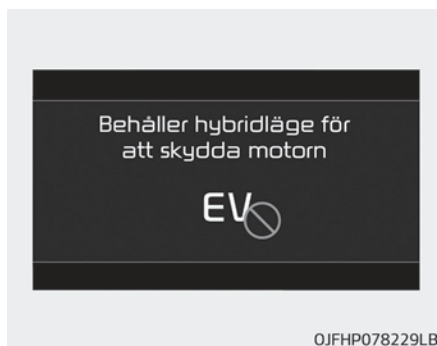 Behåller hybridläge för
att skydda motorn
EV
OJFHP078229LB